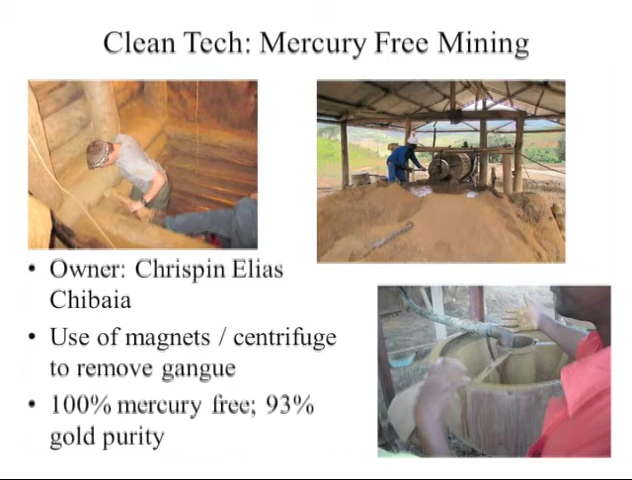 Clean Tech: Mercury Free Mining
• Owner: Chrispin Elias
Chibaia
• Use of magnets / centrifuge
to remove gangue
• 100% mercury free; 93%
gold purity